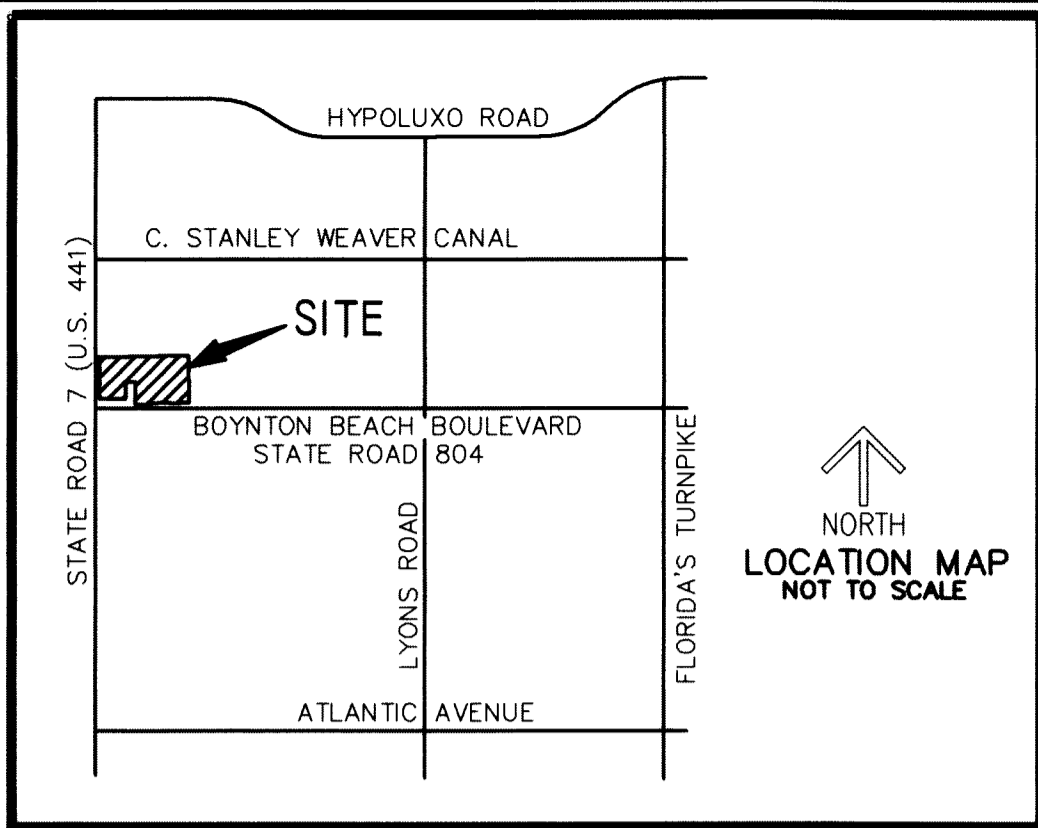 HYPOLUXO ROAD
C. STANLEY WEAVER CANAL
STATE ROAD 7 (U.S. 441)
SITE
BOYNTON BEACH BOULEVARD
STATE ROAD 804
LYONS ROAD
FLORIDA'S TURNPIKE
NORTH
LOCATION MAP
NOT TO SCALE
ATLANTIC AVENUE